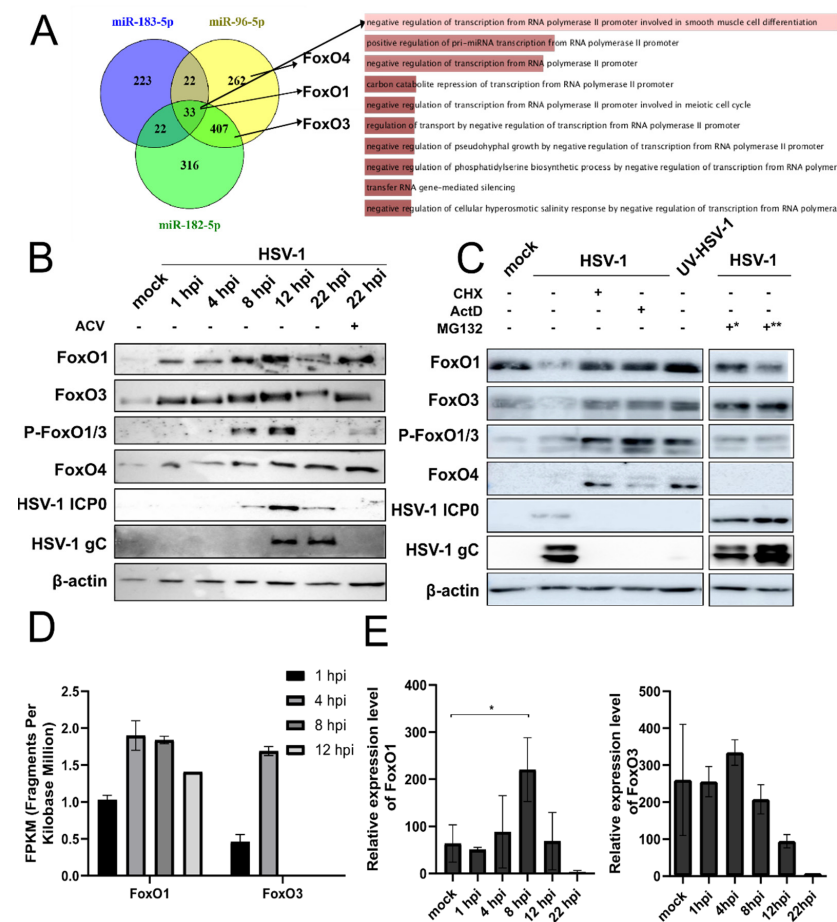 A
miR-183-5p
miR-96-5p
223
22
262
33
22
407
316
miR-182-5p
FoxO4
FoxO1
FoxO3
negative regulation of transcription from RNA polymerase II promoter involved in smooth muscle cell differentiation
positive regulation of pri-miRNA transcription from RNA polymerase II promoter
negative regulation of transcription from RNA polymerase II promoter
carbon catabolite repression of transcription from RNA polymerase II promoter
negative regulation of transcription from RNA polymerase II promoter involved in meiotic cell cycle
regulation of transport by negative regulation of transcription from RNA polymerase II promoter
negative regulation of pseudohyphal growth by negative regulation of transcription from RNA polymerase II promoter
negative regulation of phosphatidylserine biosynthetic process by negative regulation of transcription from RNA polymer
transfer RNA gene-mediated silencing
negative regulation of cellular hyperosmotic salinity response by negative regulation of transcription from RNA polymera
B
HSV-1
mock 1 hpi 4 hpi 8 hpi 12 hpi 22 hpi 22 hpi
ACV - - - - - - +
FoxO1
FoxO3
P-FoxO1/3
FoxO4
HSV-1 ICP0
HSV-1 gC
β-actin
C
mock HSV-1 UV-HSV-1 HSV-1
CHX - - + - - - -
ActD - - - + - - -
MG132 - - - - - +* +**
FoxO1
FoxO3
P-FoxO1/3
FoxO4
HSV-1 ICP0
HSV-1 gC
β-actin
D
FPKM (Fragments Per
Kilobase Million)
2.5
2.0
1.5
1.0
0.5
0.0
FoxO1 FoxO3
1 hpi
4 hpi
8 hpi
12 hpi
E
Relative expression level
of FoxO1
400
300
200
100
0
*
mock 1 hpi 4 hpi 8 hpi 12 hpi 22 hpi
Relative expression level
of FoxO3
500
400
300
200
100
0
mock 1hpi 4hpi 8hpi 12hpi 22hpi